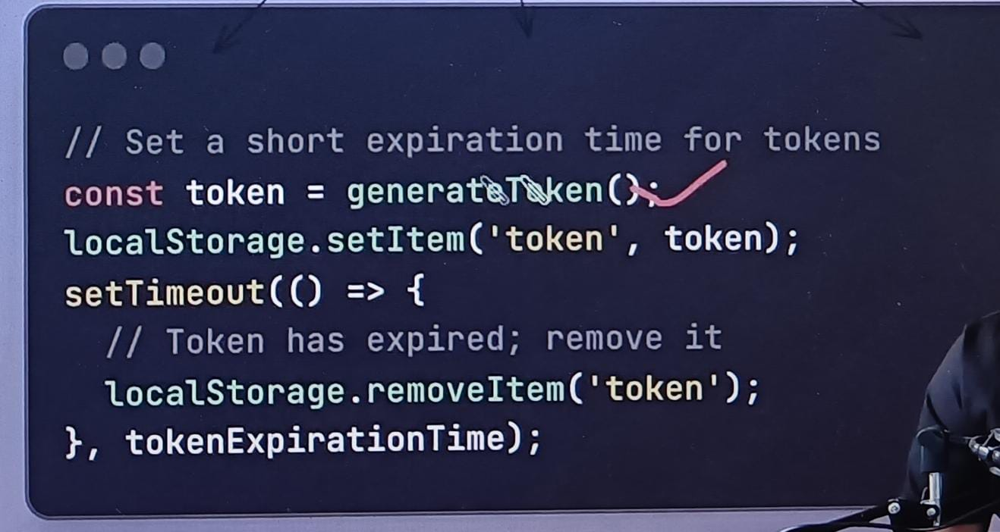 // Set a short expiration time for tokens
const token = generateToken();
localStorage.setItem('token', token);
setTimeout(() => {
  // Token has expired; remove it
  localStorage.removeItem('token');
}, tokenExpirationTime);